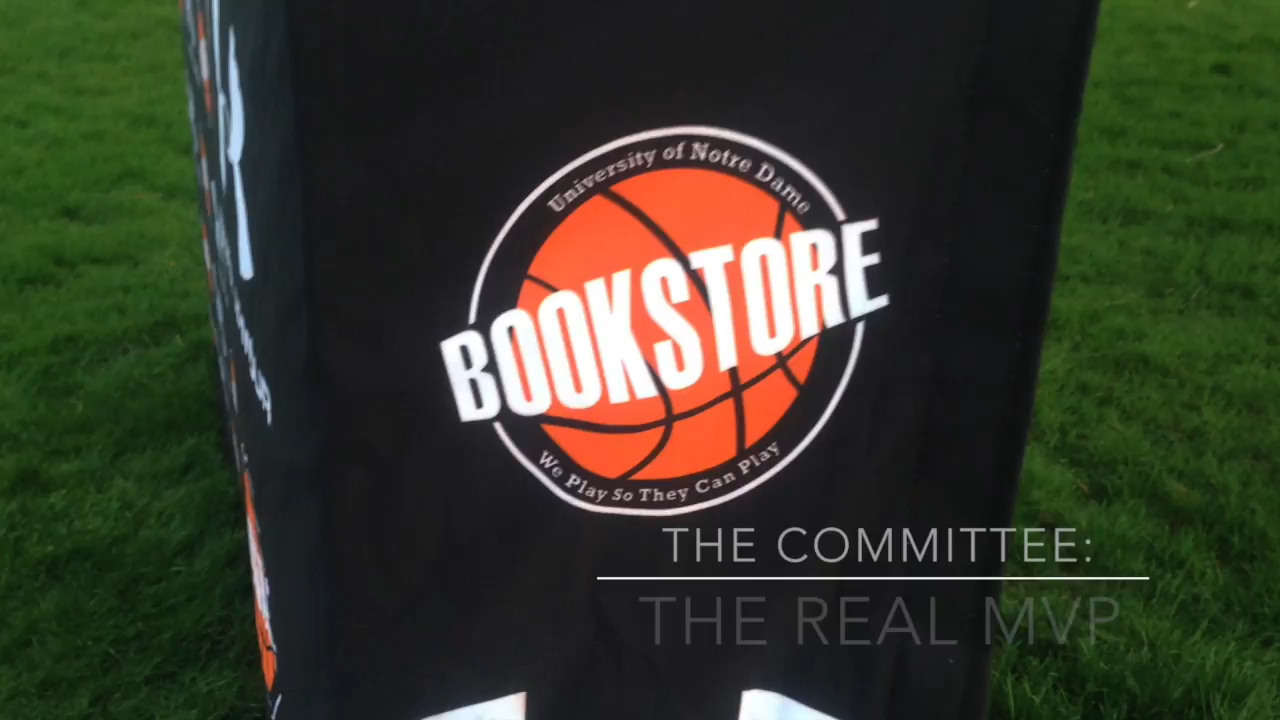 University of Notre Dame
BOOKSTORE
We Play So They Can Play
THE COMMITTEE:
THE REAL MVP